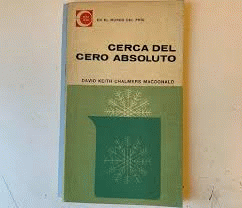 EN EL MUNDO DEL FRIO
CERCA DEL
CERO ABSOLUTO
DAVID KEITH CHALMERS MACDONALD